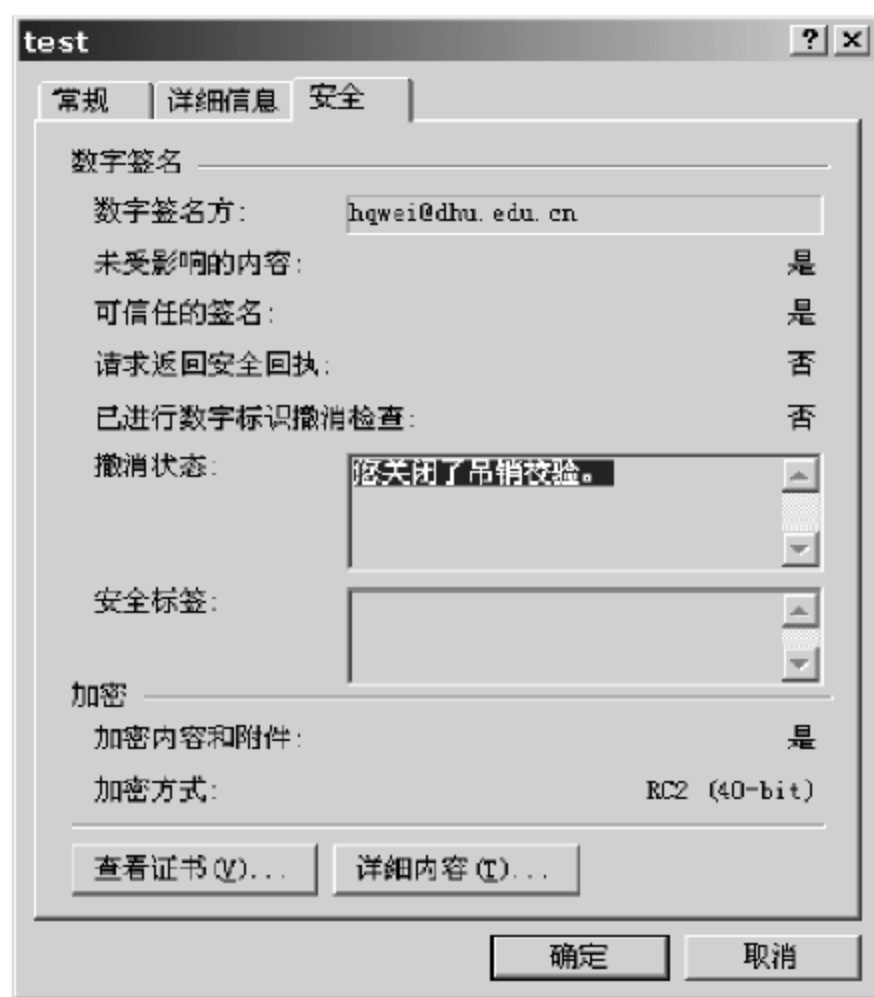 test
常规 详细信息 安全
数字签名
数字签名方: hqwei@dhu.edu.cn
未受影响的内容: 是
可信任的签名: 是
请求返回安全回执: 否
已进行数字标识撤消检查: 否
撤消状态: 您关闭了吊销校验。
安全标签:
加密
加密内容和附件: 是
加密方式: RC2 (40-bit)
查看证书(V)... 详细内容(T)...
确定 取消